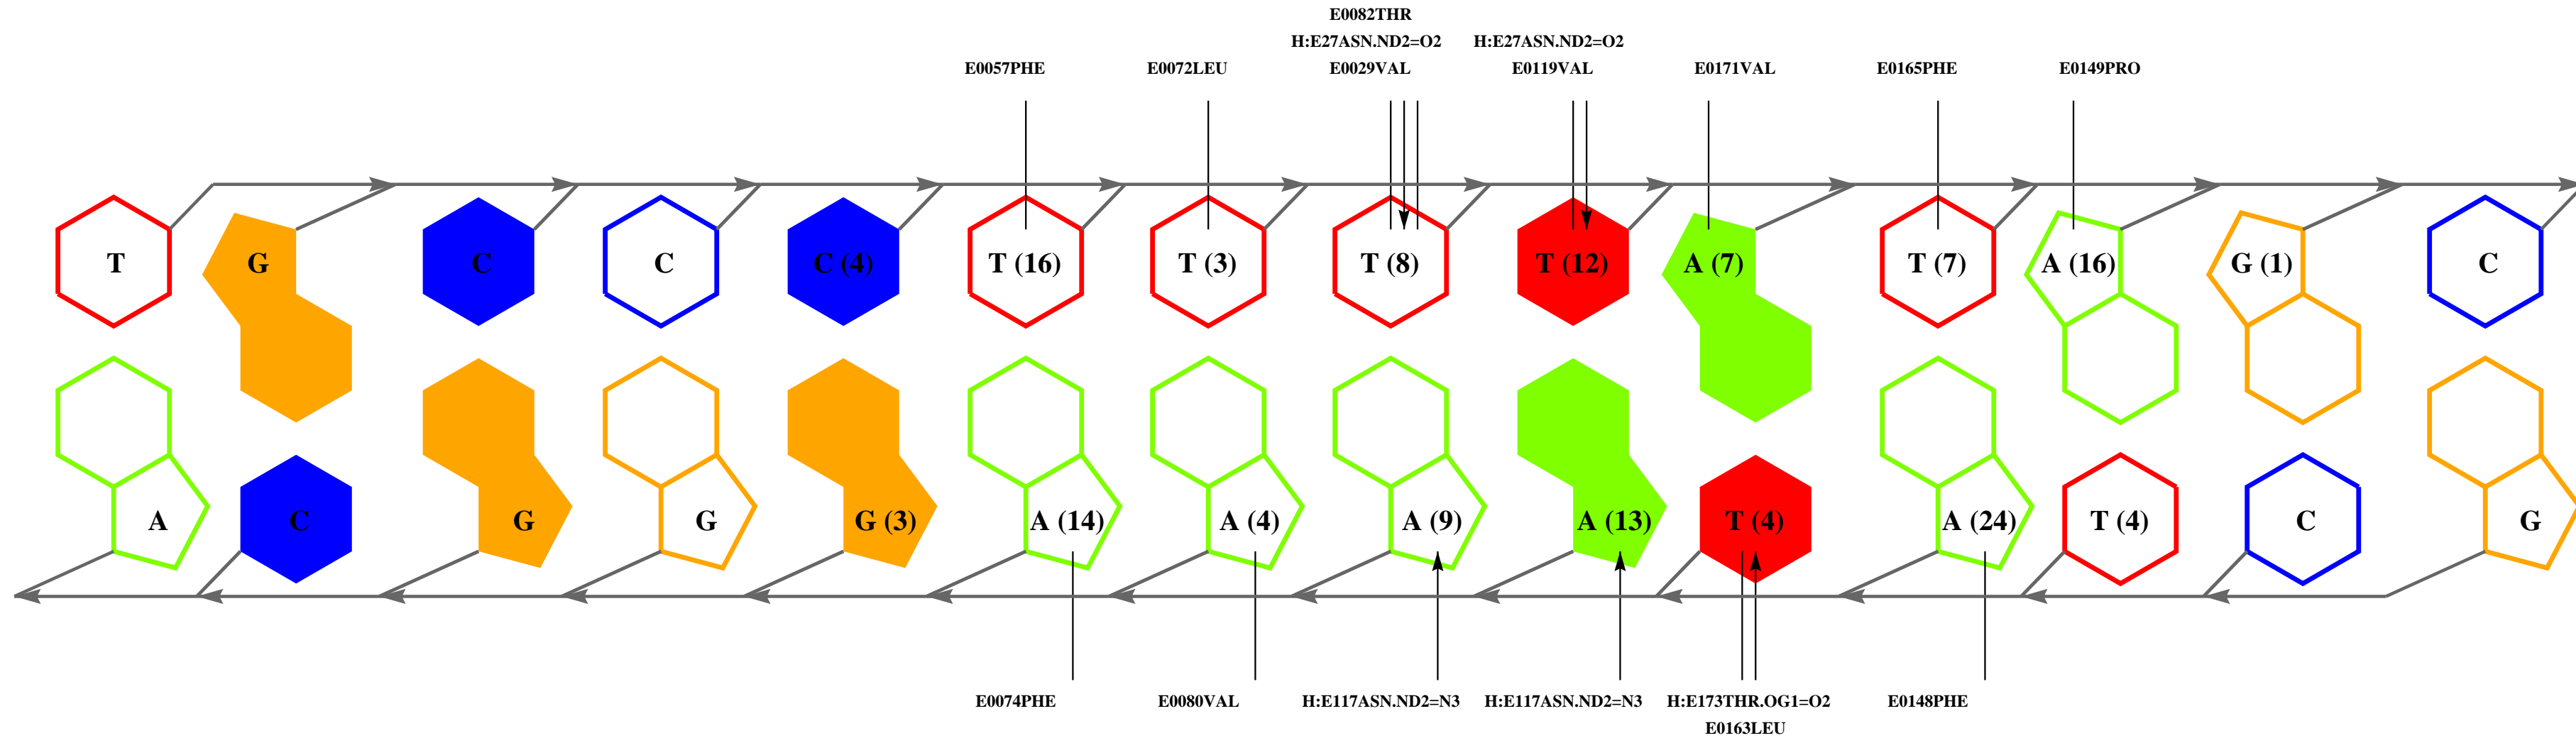 E0082THR
H:E27ASN.ND2=O2 H:E27ASN.ND2=O2
E0057PHE E0072LEU E0029VAL E0119VAL E0171VAL E0165PHE E0149PRO
T G C C C (4) T (16) T (3) T (8) T (12) A (7) T (7) A (16) G (1) C
A C G G G (3) A (14) A (4) A (9) A (13) T (4) A (24) T (4) C G
E0074PHE E0080VAL H:E117ASN.ND2=N3 H:E117ASN.ND2=N3 H:E173THR.OG1=O2 E0148PHE
E0163LEU